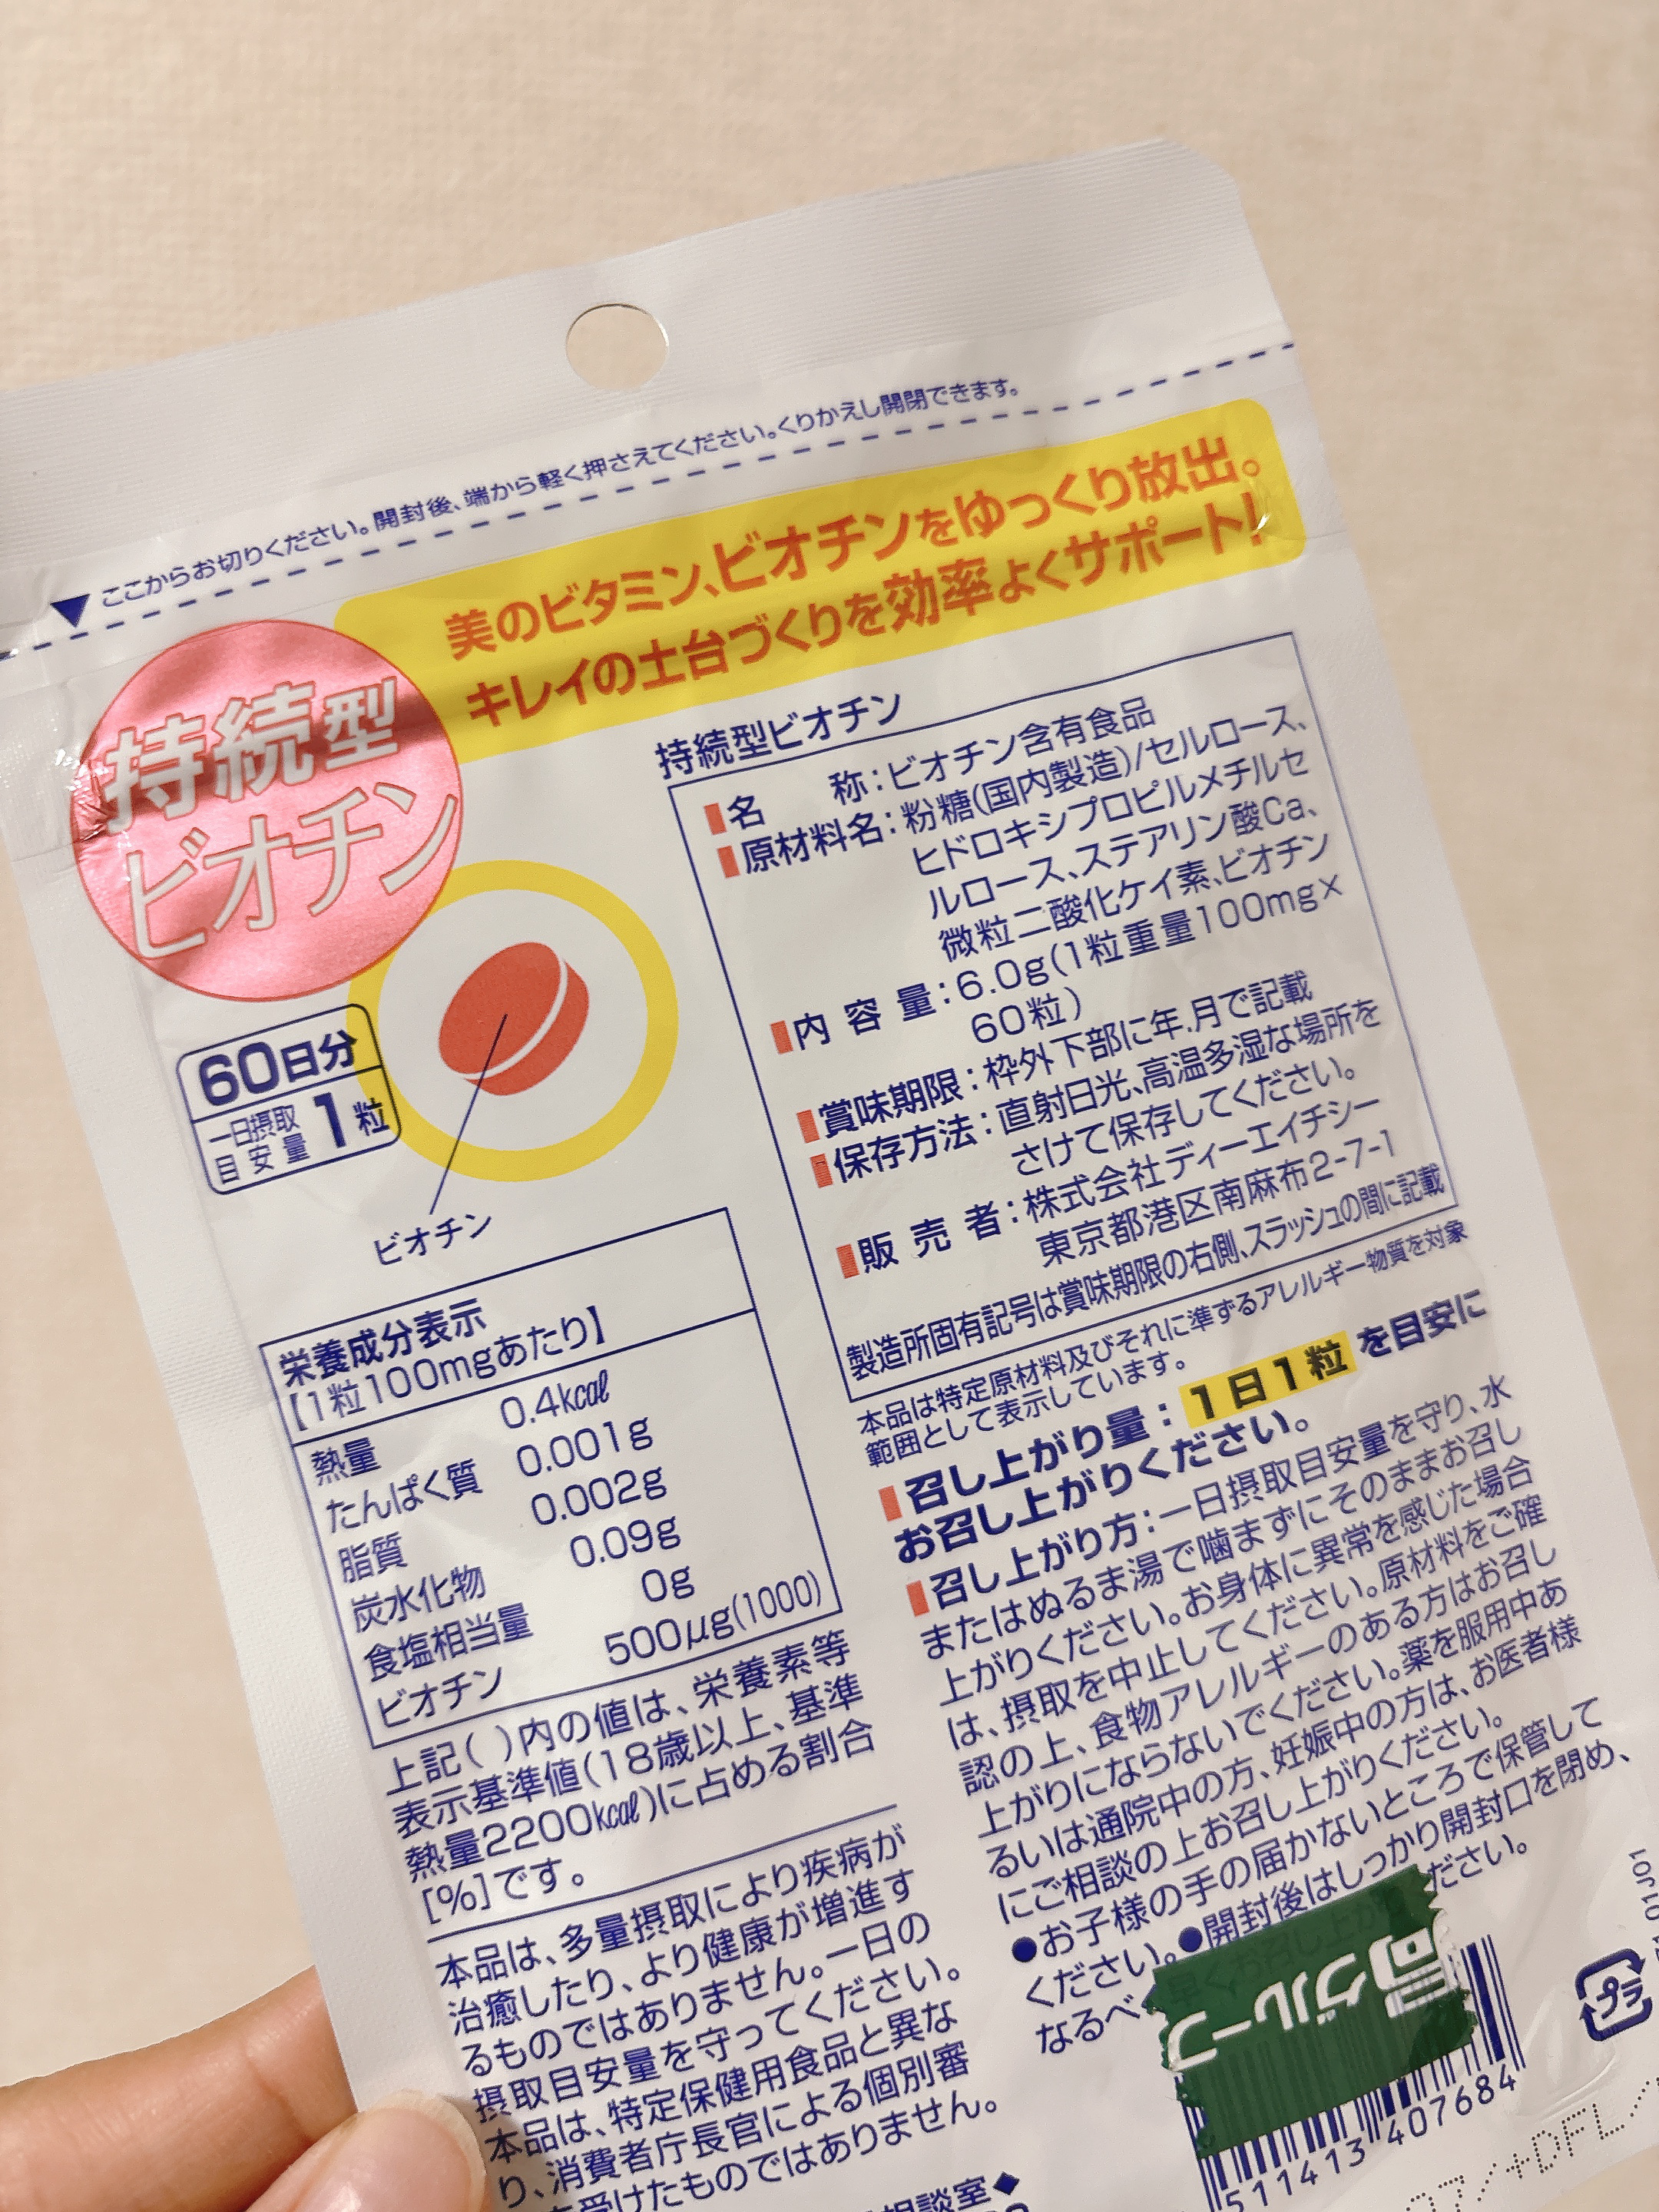 ここからお切りください。開封後、端から軽く押さえてください。くりかえし開閉できます。
美のビタミン、ビオチンをゆっくり放出。
キレイの土台づくりを効率よくサポート!
持続型
ビオチン
60日分
一日摂取
目安量
1粒
ビオチン
持続型ビオチン
名称:ビオチン含有食品
原材料名:粉糖(国内製造)/セルロース、
ヒドロキシプロピルメチルセ
ルロース、ステアリン酸Ca、
微粒二酸化ケイ素、ビオチン
内容量:6.0g(1粒重量100mg×
60粒)
賞味期限:枠外下部に年.月で記載
保存方法:直射日光、高温多湿な場所を
さけて保存してください。
販売者:株式会社ディーエイチシー
東京都港区南麻布2-7-1
製造所固有記号は賞味期限の右側、スラッシュの間に記載
本品は特定原材料及びそれに準ずるアレルギー物質を対象
範囲として表示しています。
召し上がり量:1日1粒を目安に
お召し上がりください。
召し上がり方:一日摂取目安量を守り、水
またはぬるま湯で噛まずにそのままお召し
上がりください。お身体に異常を感じた場合
は、摂取を中止してください。原材料をご確
認の上、食物アレルギーのある方はお召し
上がりにならないでください。薬を服用中あ
るいは通院中の方、妊娠中の方は、お医者様
にご相談の上お召し上がりください。
●お子様の手の届かないところで保管して
ください。●開封後はしっかり開封口を閉め、
なるべ
ださい。
栄養成分表示
【1粒100mgあたり】
熱量 0.4kcal
たんぱく質 0.001g
脂質 0.002g
炭水化物 0.09g
食塩相当量 0g
ビオチン 500μg(1000)
上記( )内の値は、栄養素等
表示基準値(18歳以上、基準
熱量2200kcal)に占める割合
[%]です。
本品は、多量摂取により疾病が
治癒したり、より健康が増進す
るものではありません。一日の
摂取目安量を守ってください。
本品は、特定保健用食品と異な
り、消費者庁長官による個別審
を受けたものではありません。
相談室◆
グループ
511413 407684
プラ
01J01
07/+DFL/